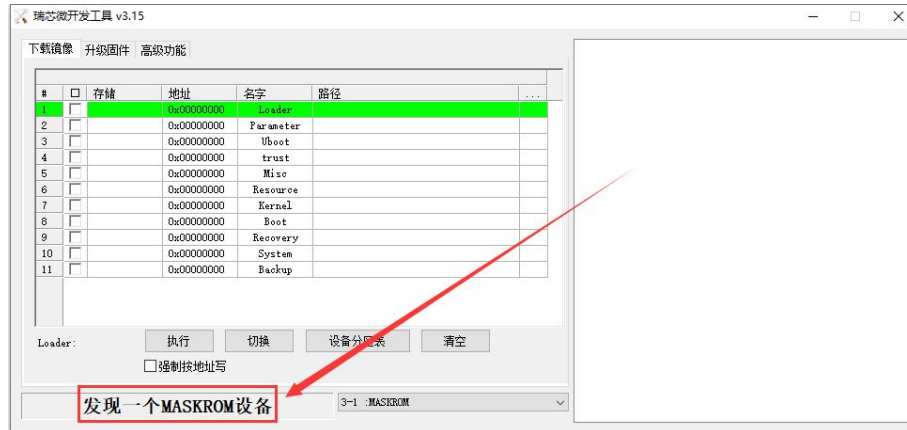 瑞芯微开发工具 v3.15
下载镜像 升级固件 高级功能
# 存储 地址 名字 路径 ...
1 0x00000000 Loader
2 0x00000000 Parameter
3 0x00000000 Uboot
4 0x00000000 trust
5 0x00000000 Misc
6 0x00000000 Resource
7 0x00000000 Kernel
8 0x00000000 Boot
9 0x00000000 Recovery
10 0x00000000 System
11 0x00000000 Backup
Loader: 执行 切换 设备分区表 清空
强制按地址写
发现一个MASKROM设备 3-1 :MASKROM